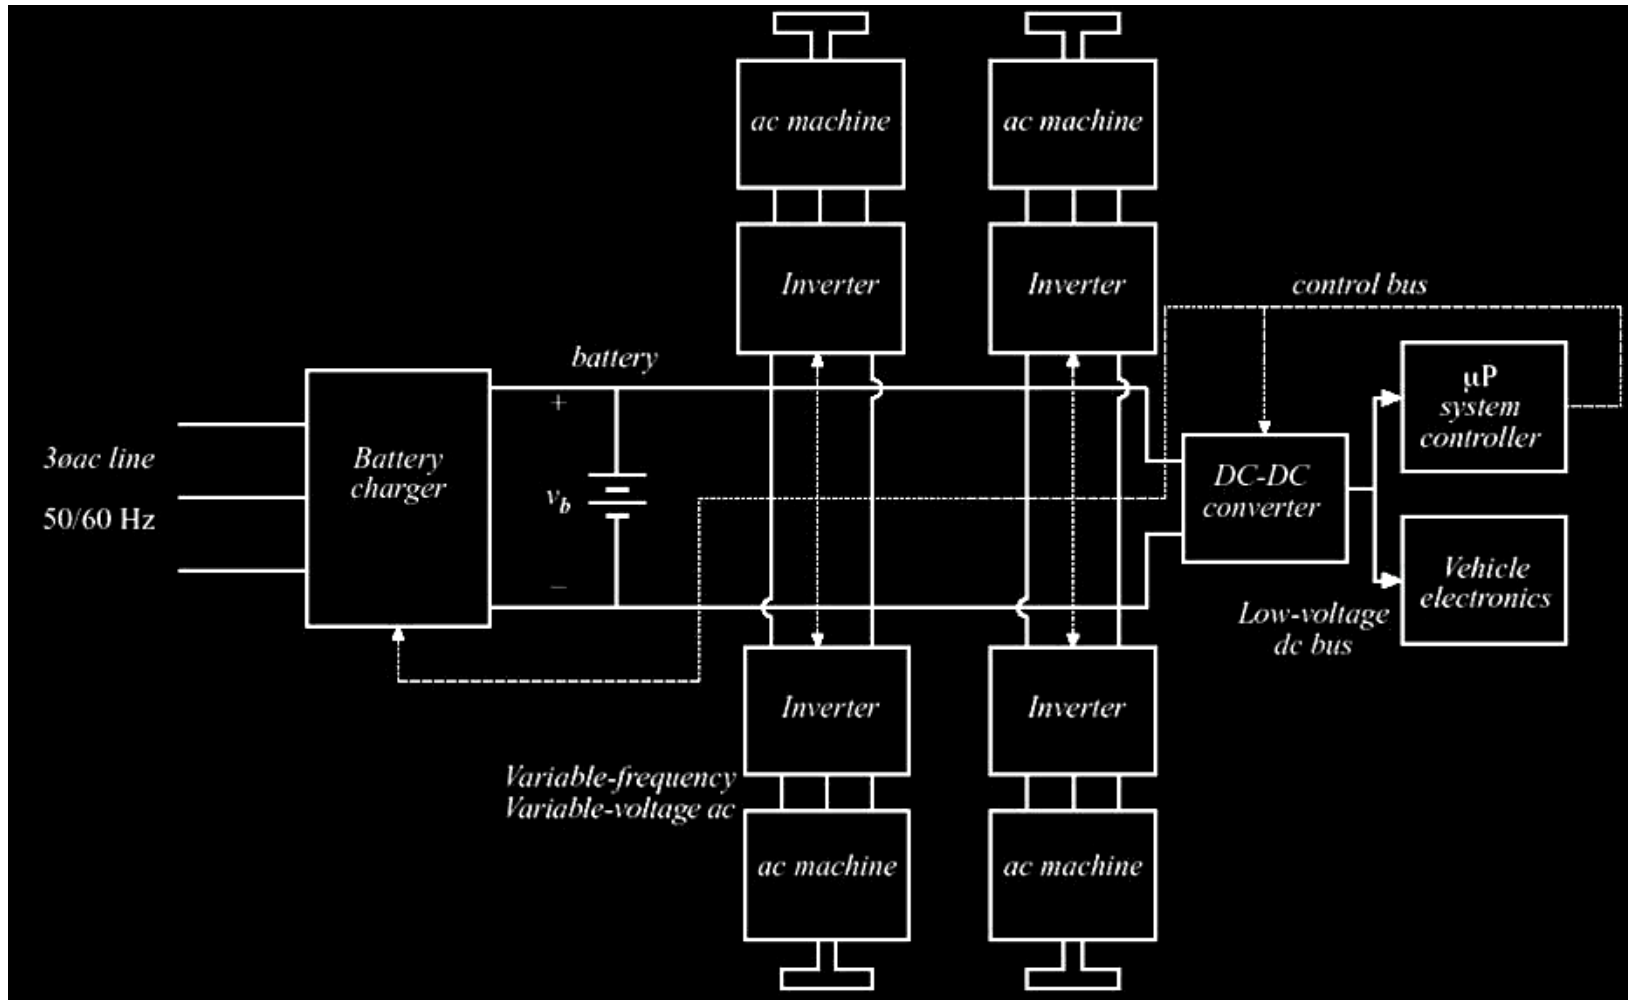 ac machine
ac machine
Inverter
Inverter
control bus
battery
+
μP
system
controller
3øac line
50/60 Hz
Battery
charger
vb
DC-DC
converter
–
Vehicle
electronics
Low-voltage
dc bus
Inverter
Inverter
Variable-frequency
Variable-voltage ac
ac machine
ac machine